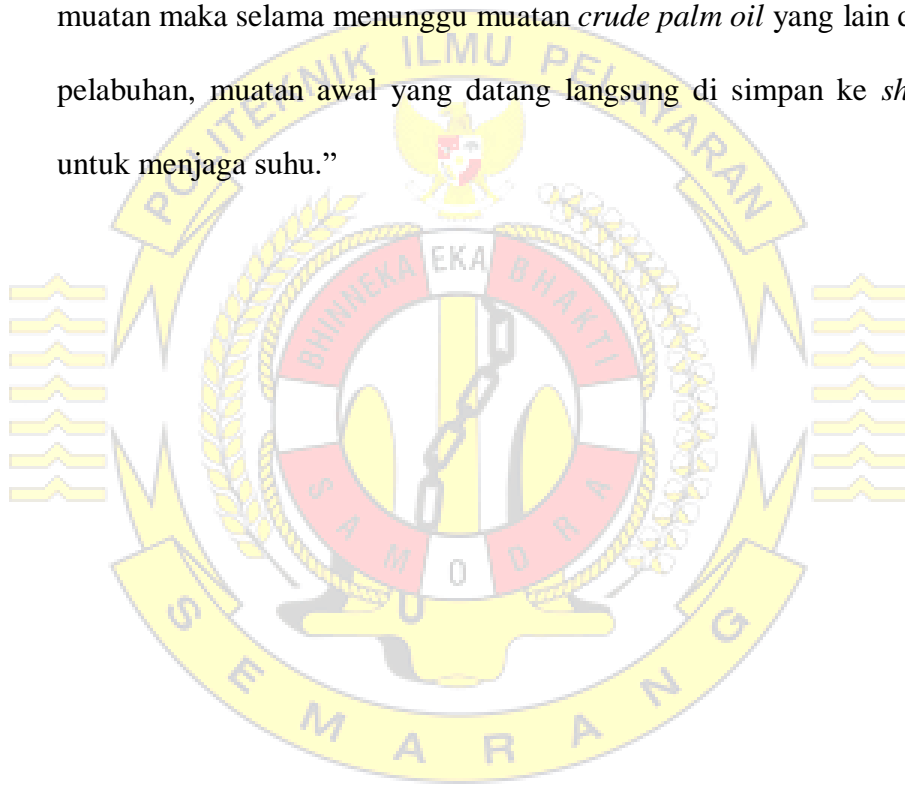 muatan maka selama menunggu muatan crude palm oil yang lain d
pelabuhan, muatan awal yang datang langsung di simpan ke sh
untuk menjaga suhu.”
POLITEKNIK ILMU PELAYARAN
BHINNEKA EKA BHAKTI
SAMODRA
SEMARANG